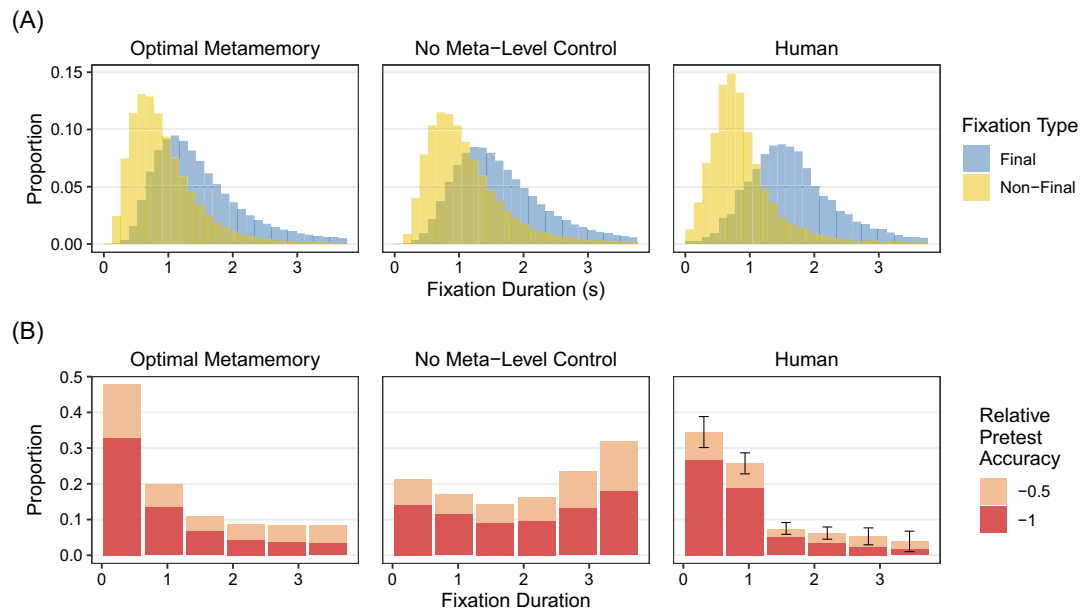 (A)
Optimal Metamemory
No Meta−Level Control
Human
0.15
0.10
0.05
0.00
Proportion
0 1 2 3
0 1 2 3
0 1 2 3
Fixation Duration (s)
Fixation Type
Final
Non−Final
(B)
Optimal Metamemory
No Meta−Level Control
Human
0.5
0.4
0.3
0.2
0.1
0.0
Proportion
0 1 2 3
0 1 2 3
0 1 2 3
Fixation Duration
Relative
Pretest
Accuracy
−0.5
−1